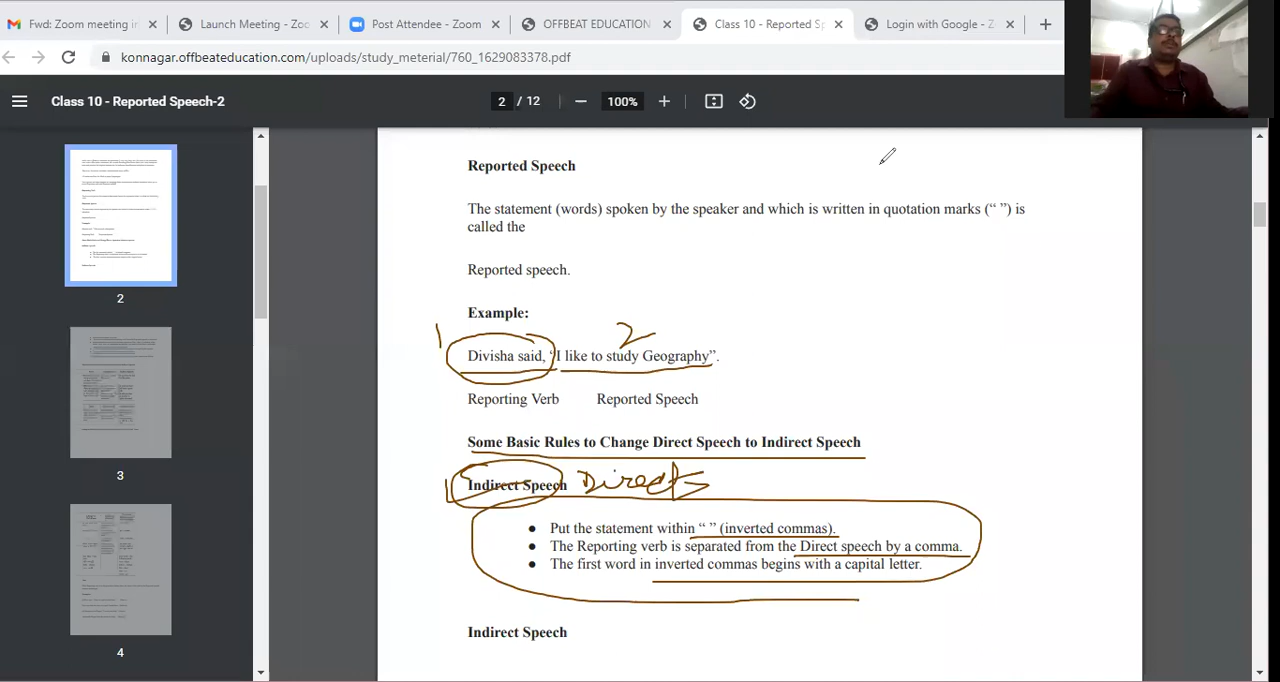 Fwd: Zoom meeting in
Launch Meeting - Zoo
Post Attendee - Zoom
OFFBEAT EDUCATION
Class 10 - Reported Sp
Login with Google - Z
konnagar.offbeateducation.com/uploads/study_meterial/760_1629083378.pdf
Class 10 - Reported Speech-2
2 / 12
100%
2
3
4
Reported Speech
The statement (words) spoken by the speaker and which is written in quotation marks (“ ”) is
called the
Reported speech.
Example:
1
2
Divisha said, “I like to study Geography”.
Reporting Verb Reported Speech
Some Basic Rules to Change Direct Speech to Indirect Speech
Indirect Speech Direct S
● Put the statement within “ ” (inverted commas).
● The Reporting verb is separated from the Direct speech by a comma.
● The first word in inverted commas begins with a capital letter.
Indirect Speech